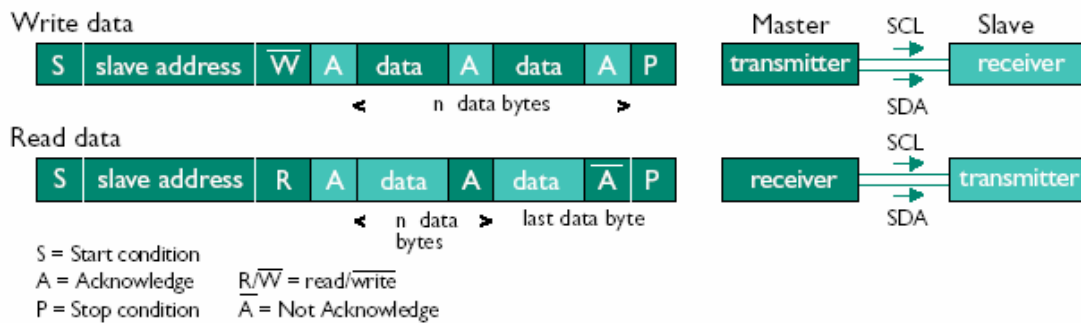 Write data
S slave address W̅ A data A data A P
n data bytes
Master SCL Slave
transmitter receiver
SDA
Read data
S slave address R A data A data A̅ P
n data bytes last data byte
SCL
receiver transmitter
SDA
S = Start condition
A = Acknowledge R/W̅ = read/w̅r̅i̅t̅e̅
P = Stop condition A̅ = Not Acknowledge